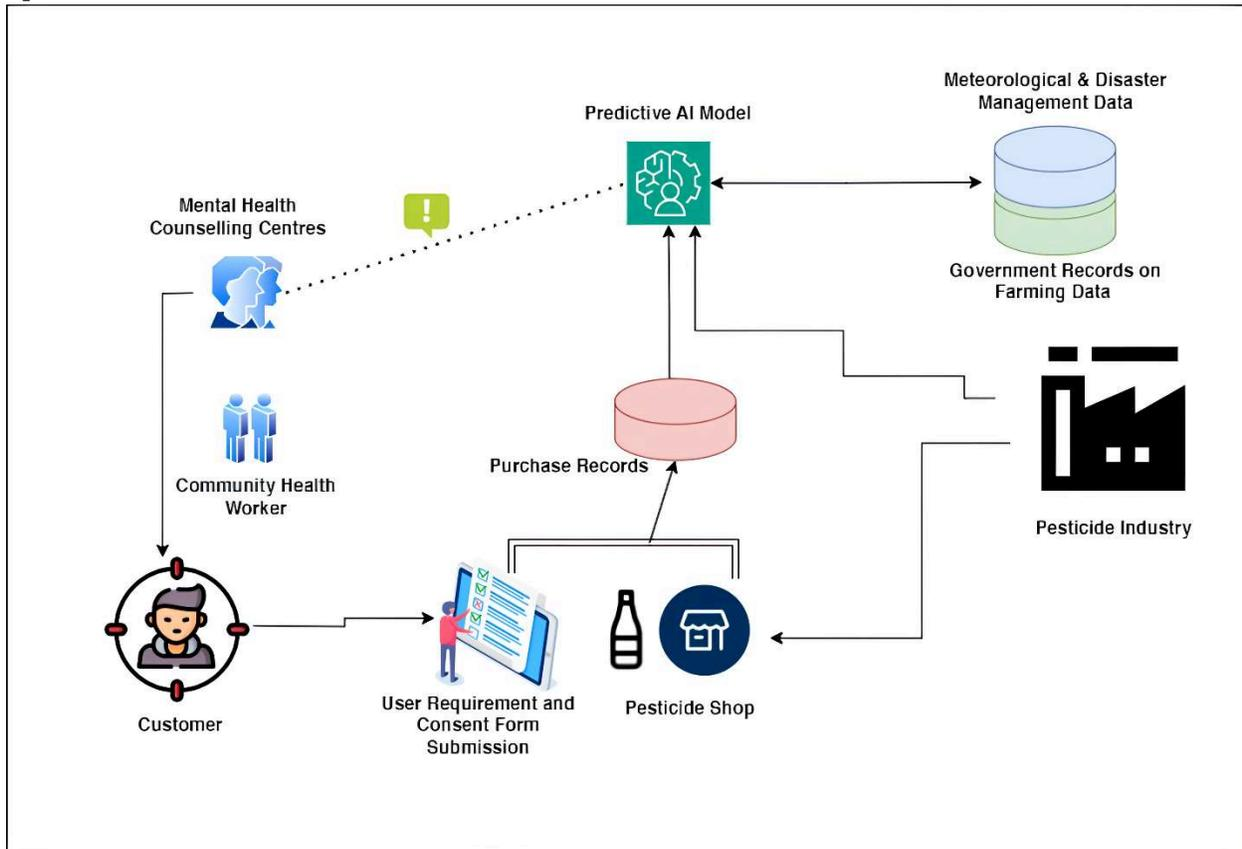 Meteorological & Disaster
Management Data
Predictive AI Model
Mental Health
Counselling Centres
!
Government Records on
Farming Data
Purchase Records
Community Health
Worker
Pesticide Industry
Customer
User Requirement and
Consent Form
Submission
Pesticide Shop